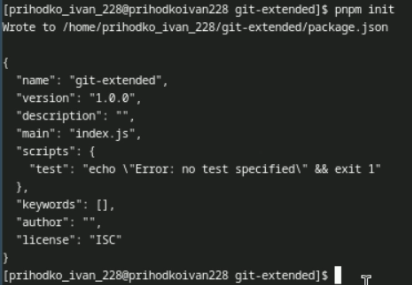 [prihodko_ivan_228@prihodkoivan228 git-extended]$ pnpm init
Wrote to /home/prihodko_ivan_228/git-extended/package.json
{
  "name": "git-extended",
  "version": "1.0.0",
  "description": "",
  "main": "index.js",
  "scripts": {
    "test": "echo \"Error: no test specified\" && exit 1"
  },
  "keywords": [],
  "author": "",
  "license": "ISC"
}
[prihodko_ivan_228@prihodkoivan228 git-extended]$